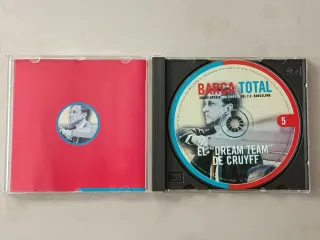 BARÇA TOTAL
5
EL "DREAM TEAM"
DE CRUYFF